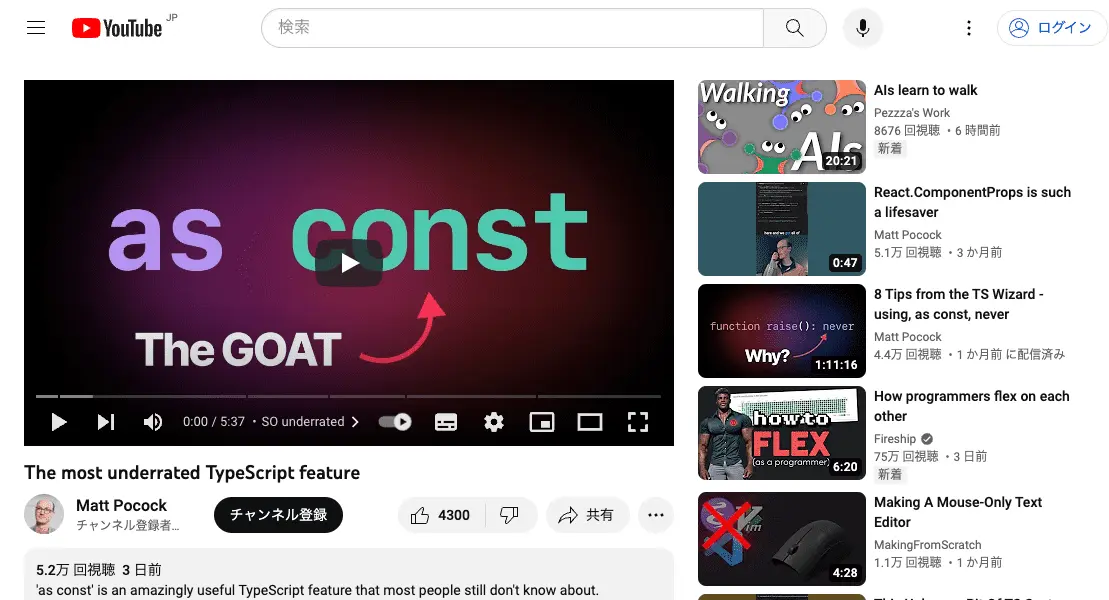 YouTube JP
検索
ログイン
as const
The GOAT
0:00 / 5:37 • SO underrated
The most underrated TypeScript feature
Matt Pocock
チャンネル登録者...
チャンネル登録
4300
共有
5.2万 回視聴 3 日前
'as const' is an amazingly useful TypeScript feature that most people still don't know about.
Walking
AIs
20:21
AIs learn to walk
Pezzza's Work
8676 回視聴 ・6 時間前
新着
here and we get all of
0:47
React.ComponentProps is such
a lifesaver
Matt Pocock
5.1万 回視聴 ・3 か月前
function raise(): never
Why?
1:11:16
8 Tips from the TS Wizard -
using, as const, never
Matt Pocock
4.4万 回視聴 ・1 か月前 に配信済み
how to
FLEX
(as a programmer)
6:20
How programmers flex on each
other
Fireship
75万 回視聴 ・3 日前
新着
Vim
4:28
Making A Mouse-Only Text
Editor
MakingFromScratch
1.1万 回視聴 ・1 か月前